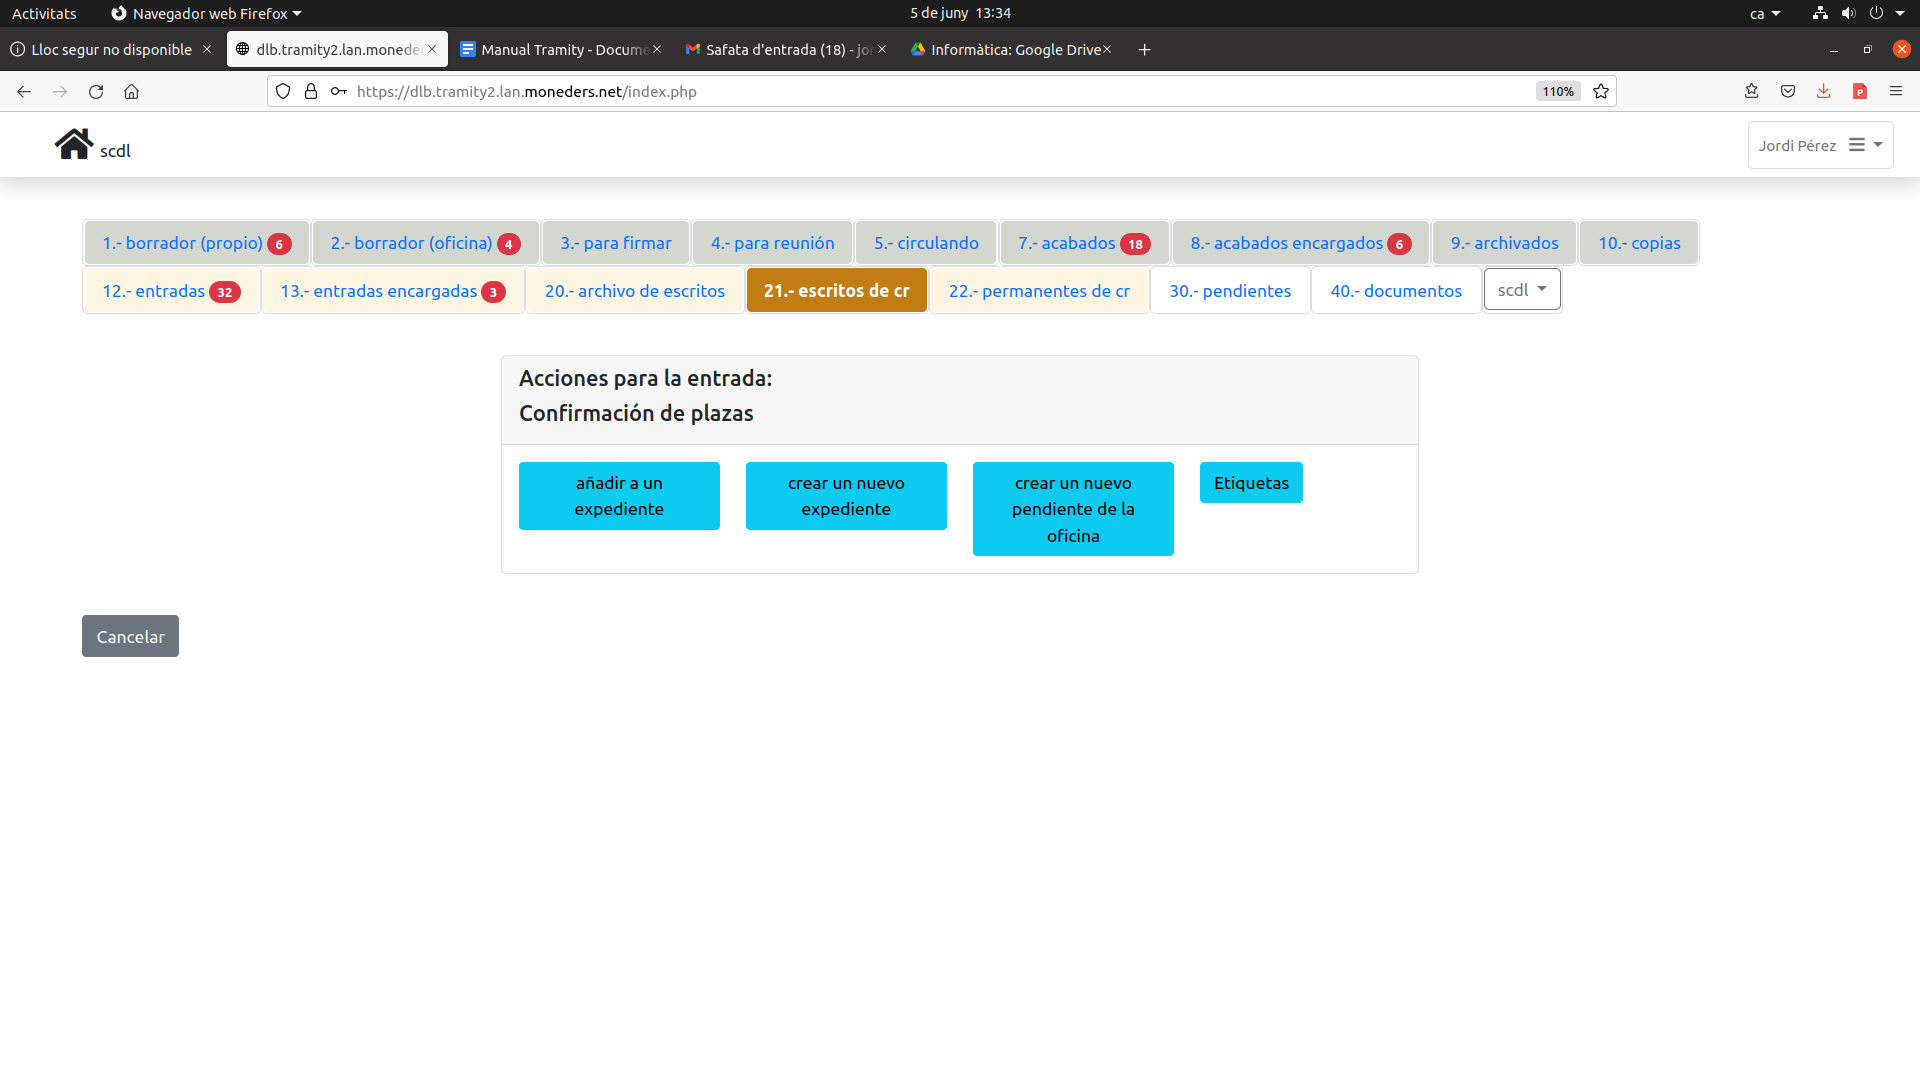 Activitats Navegador web Firefox 5 de juny 13:34 ca
Lloc segur no disponible dlb.tramity2.lan.moneder Manual Tramity - Docume Safata d'entrada (18) - jor Informàtica: Google Drive
https://dlb.tramity2.lan.moneders.net/index.php 110%
scdl Jordi Pérez
1.- borrador (propio) 6 2.- borrador (oficina) 4 3.- para firmar 4.- para reunión 5.- circulando 7.- acabados 18 8.- acabados encargados 6 9.- archivados 10.- copias
12.- entradas 32 13.- entradas encargadas 3 20.- archivo de escritos 21.- escritos de cr 22.- permanentes de cr 30.- pendientes 40.- documentos scdl
Acciones para la entrada:
Confirmación de plazas
añadir a un
expediente
crear un nuevo
expediente
crear un nuevo
pendiente de la
oficina
Etiquetas
Cancelar